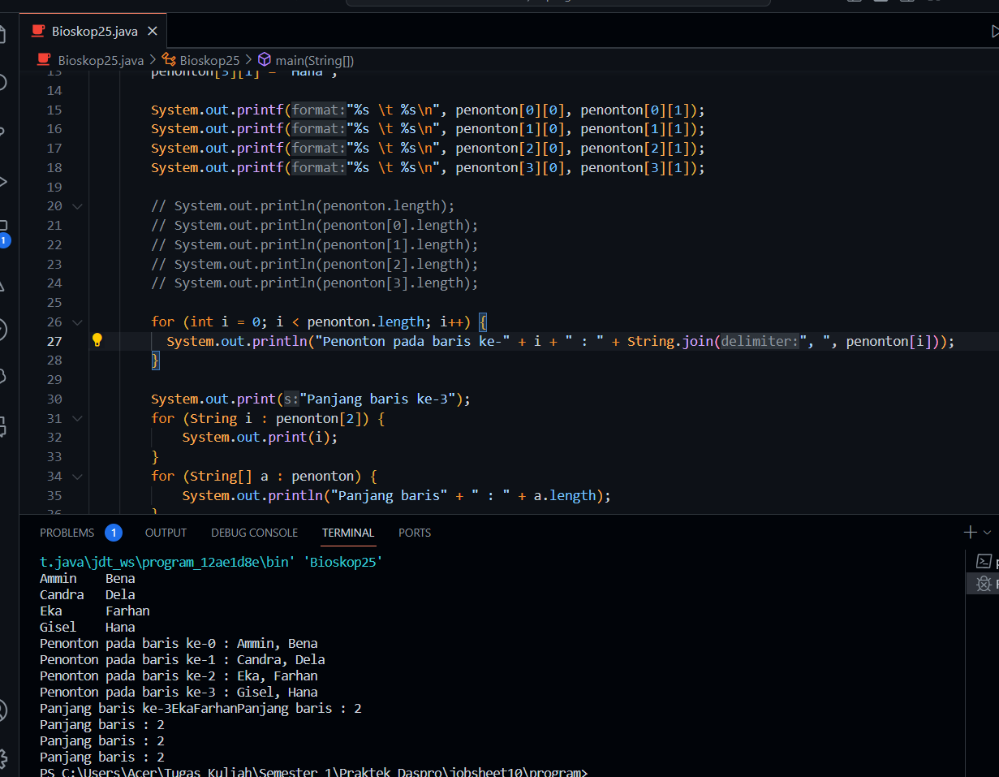 Bioskop25.java
Bioskop25.java > Bioskop25 > main(String[])
13 penonton[3][1] = "Hana";
14
15 System.out.printf(format:"%s \t %s\n", penonton[0][0], penonton[0][1]);
16 System.out.printf(format:"%s \t %s\n", penonton[1][0], penonton[1][1]);
17 System.out.printf(format:"%s \t %s\n", penonton[2][0], penonton[2][1]);
18 System.out.printf(format:"%s \t %s\n", penonton[3][0], penonton[3][1]);
19
20 // System.out.println(penonton.length);
21 // System.out.println(penonton[0].length);
22 // System.out.println(penonton[1].length);
23 // System.out.println(penonton[2].length);
24 // System.out.println(penonton[3].length);
25
26 for (int i = 0; i < penonton.length; i++) {
27 System.out.println("Penonton pada baris ke-" + i + " : " + String.join(delimiter:", ", penonton[i]));
28 }
29
30 System.out.print(s:"Panjang baris ke-3");
31 for (String i : penonton[2]) {
32 System.out.print(i);
33 }
34 for (String[] a : penonton) {
35 System.out.println("Panjang baris" + " : " + a.length);
36 }
1
PROBLEMS 1 OUTPUT DEBUG CONSOLE TERMINAL PORTS
t.java\jdt_ws\program_12ae1d8e\bin' 'Bioskop25'
Ammin Bena
Candra Dela
Eka Farhan
Gisel Hana
Penonton pada baris ke-0 : Ammin, Bena
Penonton pada baris ke-1 : Candra, Dela
Penonton pada baris ke-2 : Eka, Farhan
Penonton pada baris ke-3 : Gisel, Hana
Panjang baris ke-3EkaFarhanPanjang baris : 2
Panjang baris : 2
Panjang baris : 2
Panjang baris : 2
PS C:\Users\Acer\Tugas Kuliah\Semester 1\Praktek Daspro\jobsheet10\program>